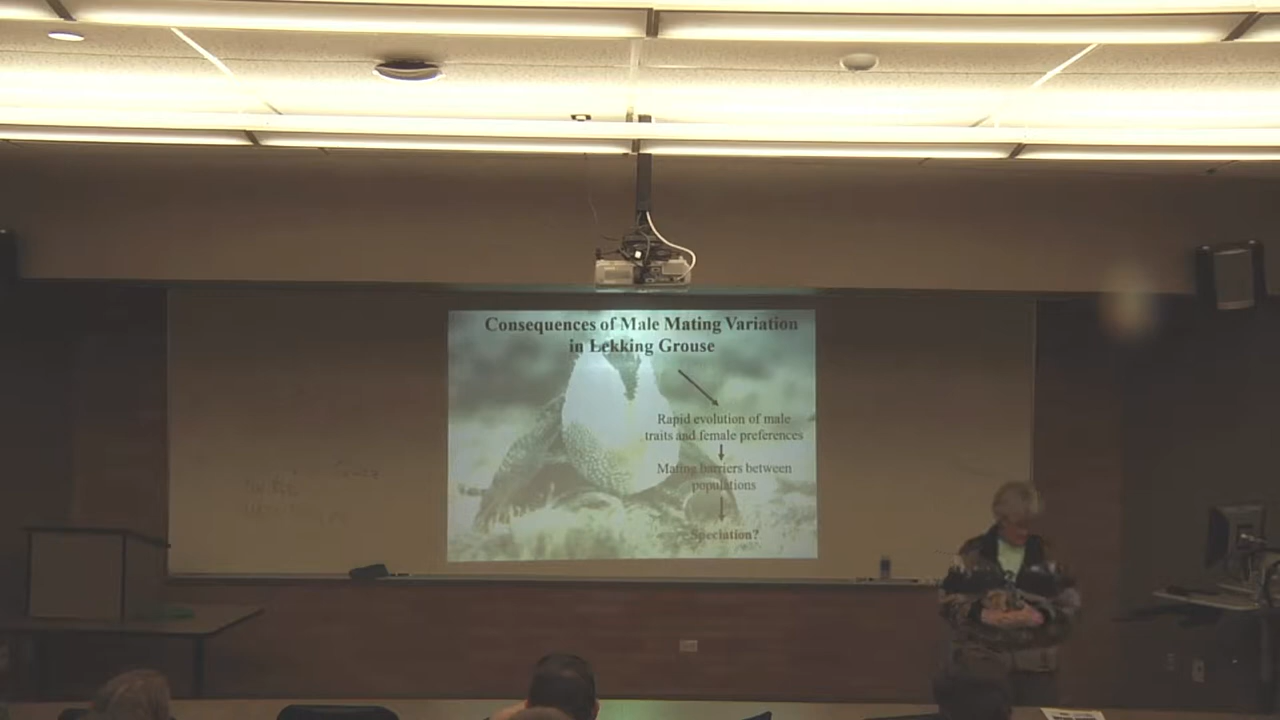 Consequences of Male Mating Variation
in Lekking Grouse
Rapid evolution of male
traits and female preferences
Mating barriers between
populations
Speciation?